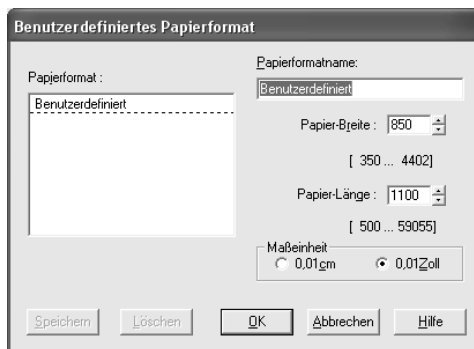 Benutzerdefiniertes Papierformat
Papierformat :
Benutzerdefiniert
Papierformatname:
Benutzerdefiniert
Papier-Breite : 850
[ 350 ... 4402]
Papier-Länge : 1100
[ 500 ... 59055]
Maßeinheit
0,01cm 0,01Zoll
Speichern Löschen OK Abbrechen Hilfe